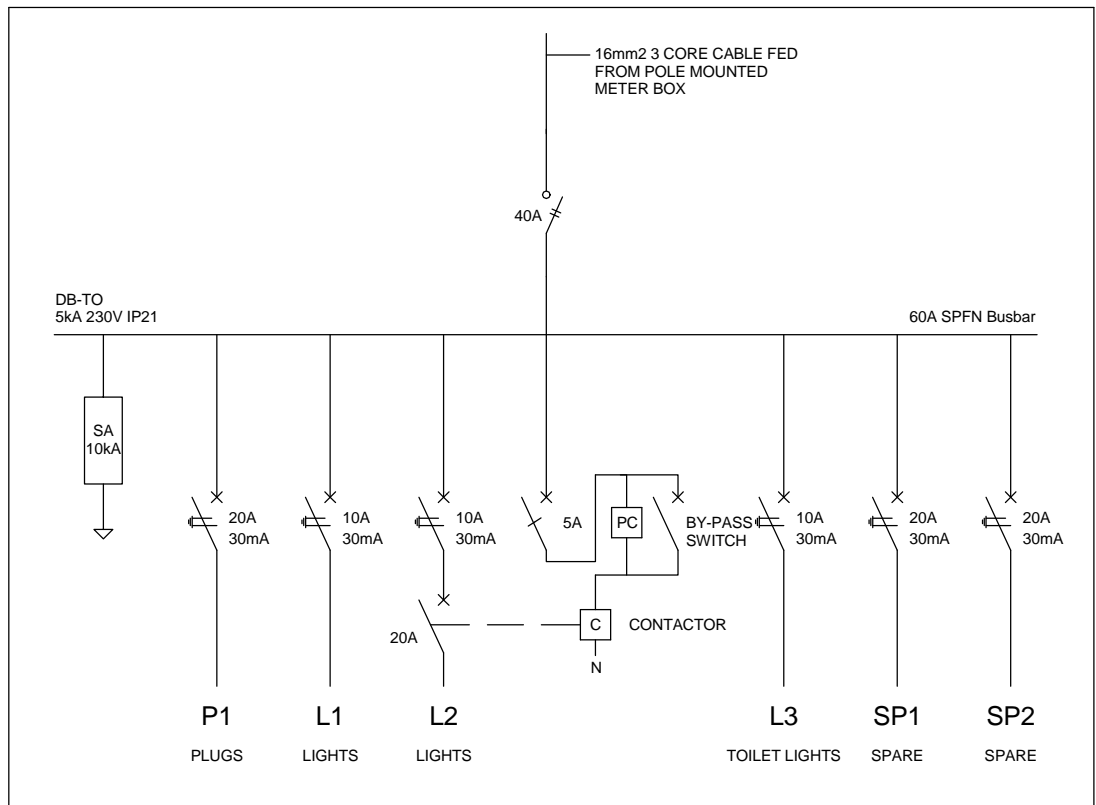 16mm2 3 CORE CABLE FED
FROM POLE MOUNTED
METER BOX
40A
DB-TO
5kA 230V IP21
60A SPFN Busbar
SA
10kA
20A
30mA
10A
30mA
10A
30mA
5A
PC
BY-PASS
SWITCH
10A
30mA
20A
30mA
20A
30mA
20A
C
CONTACTOR
N
P1
L1
L2
L3
SP1
SP2
PLUGS
LIGHTS
LIGHTS
TOILET LIGHTS
SPARE
SPARE